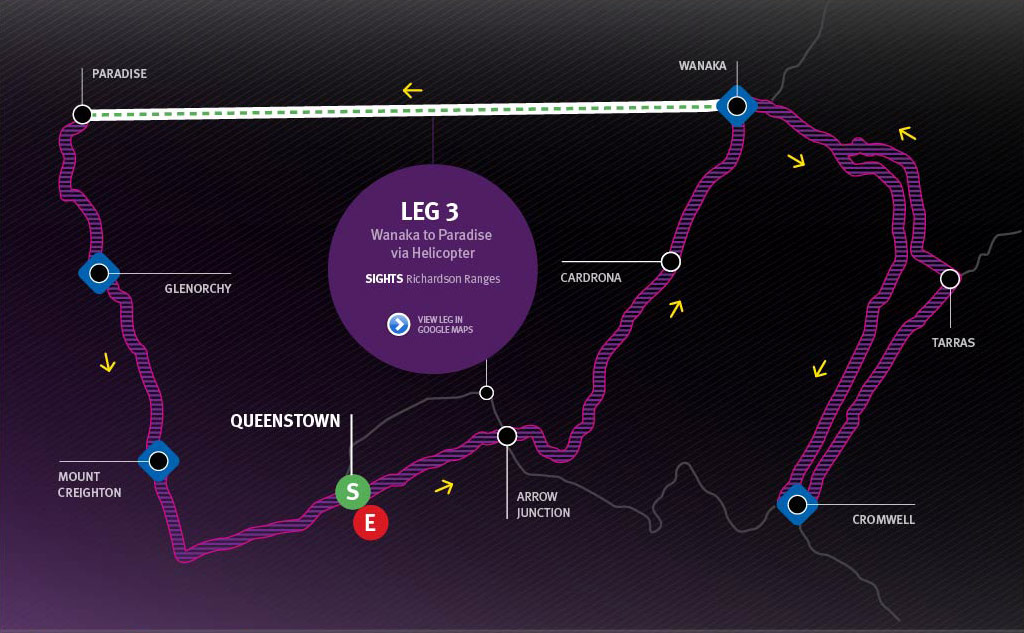 PARADISE
WANAKA
LEG 3
Wanaka to Paradise
via Helicopter
SIGHTS Richardson Ranges
VIEW LEG IN
GOOGLE MAPS
GLENORCHY
CARDRONA
TARRAS
QUEENSTOWN
MOUNT
CREIGHTON
S
E
ARROW
JUNCTION
CROMWELL